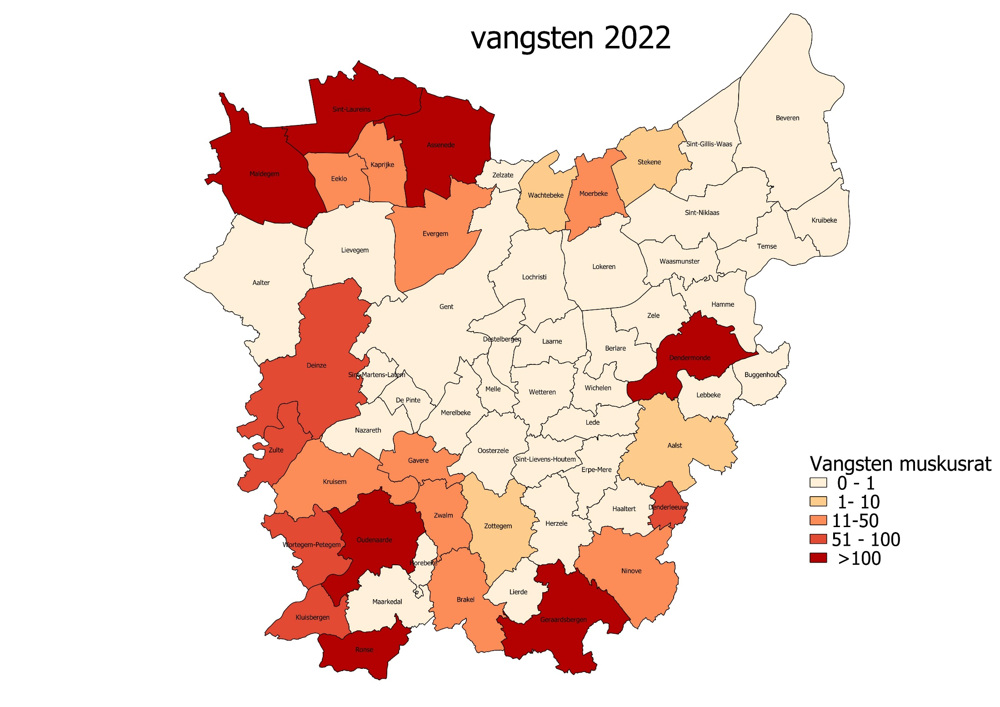 vangsten 2022
Beveren
Sint-Laureins
Sint-Gillis-Waas
Assenede
Stekene
Kaprijke
Maldegem
Zelzate
Eeklo
Moerbeke
Wachtebeke
Sint-Niklaas
Kruibeke
Evergem
Temse
Lievegem
Waasmunster
Lokeren
Lochristi
Aalter
Hamme
Gent
Zele
Destelbergen
Laarne
Berlare
Dendermonde
Deinze
Sint-Martens-Latem
Buggenhout
Wichelen
Melle
Wetteren
Lebbeke
De Pinte
Merelbeke
Lede
Nazareth
Aalst
Zulte
Oosterzele
Sint-Lievens-Houtem
Gavere
Erpe-Mere
Kruisem
Denderleeuw
Haaltert
Zwalm
Herzele
Zottegem
Oudenaarde
Wortegem-Petegem
Horebeke
Ninove
Lierde
Brakel
Maarkedal
Kluisbergen
Geraardsbergen
Ronse
Vangsten muskusrat
0 - 1
1- 10
11-50
51 - 100
>100